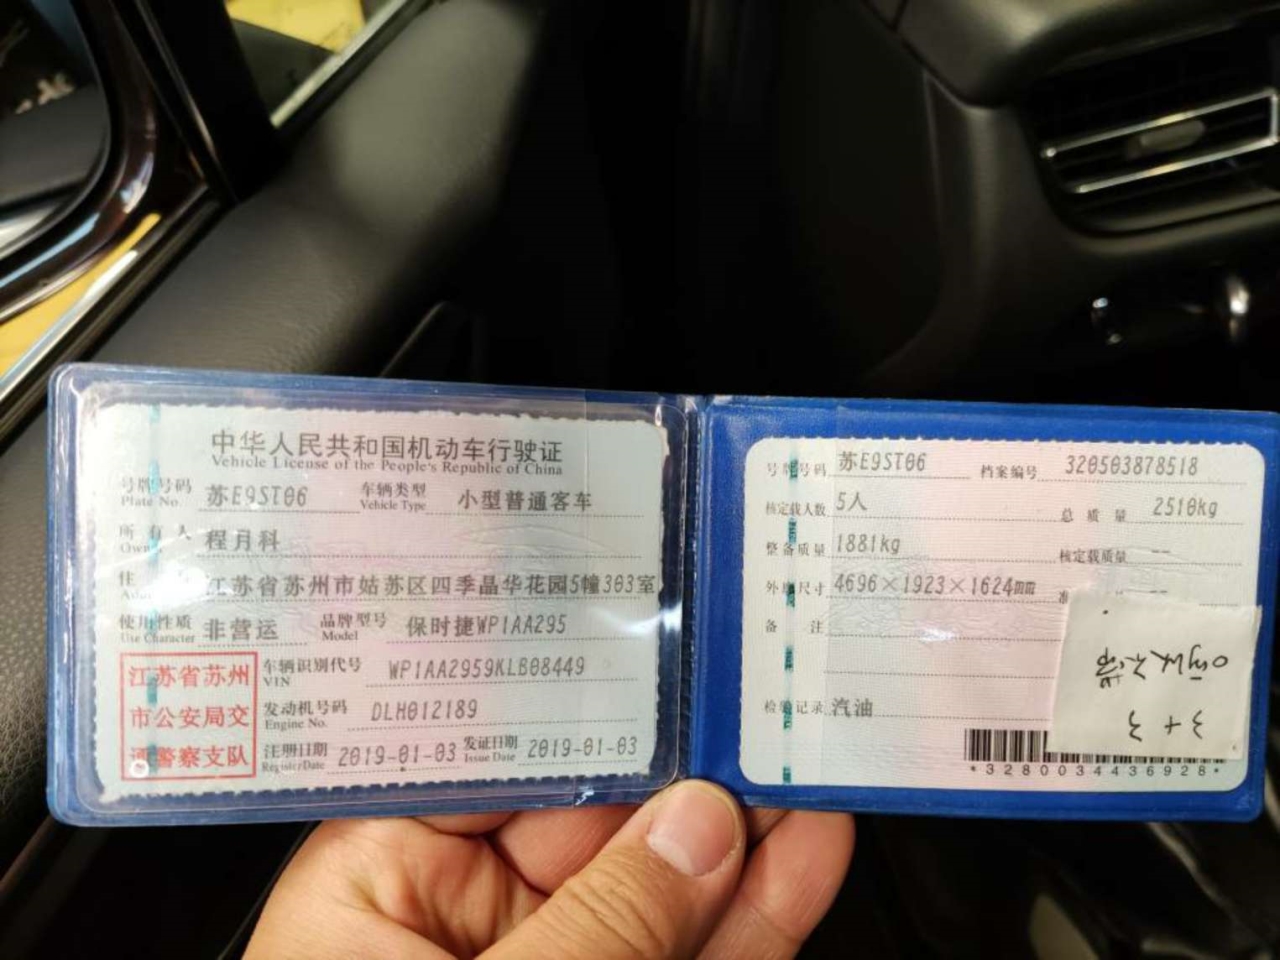 中华人民共和国机动车行驶证
Vehicle License of the People's Republic of China
号牌号码 苏E9ST06 车辆类型 小型普通客车
Plate No. Vehicle Type
所有人 程月科
Owner
住 江苏省苏州市姑苏区四季晶华花园5幢303室
使用性质 非营运 品牌型号 保时捷WP1AA295
Use Character Model
江苏省苏州
市公安局交
通警察支队
车辆识别代号 WP1AA2959KLB08449
VIN
发动机号码 DLH012189
Engine No.
注册日期 2019-01-03 发证日期 2019-01-03
Register Date Issue Date
号牌号码 苏E9ST06 档案编号 320503878518
核定载人数 5人 总质量 2510kg
整备质量 1881kg 核定载质量 --
外廓尺寸 4696×1923×1624mm 准
备注
检验记录 汽油
*3280034436928*
3+3